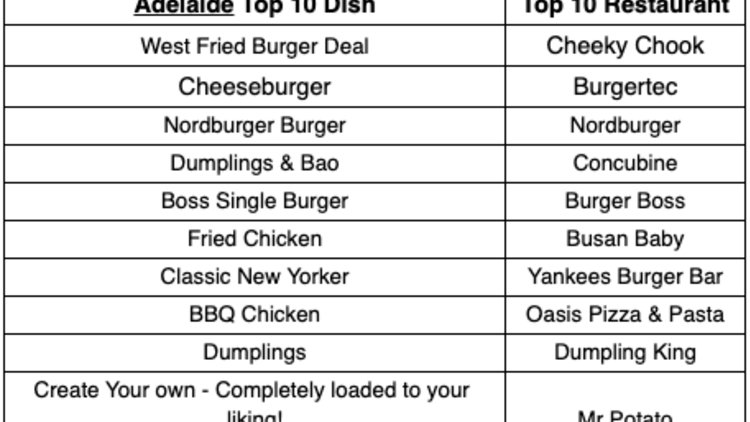 Adelaide Top 10 Dish Top 10 Restaurant
West Fried Burger Deal Cheeky Chook
Cheeseburger Burgertec
Nordburger Burger Nordburger
Dumplings & Bao Concubine
Boss Single Burger Burger Boss
Fried Chicken Busan Baby
Classic New Yorker Yankees Burger Bar
BBQ Chicken Oasis Pizza & Pasta
Dumplings Dumpling King
Create Your own - Completely loaded to your
liking! Mr Potato